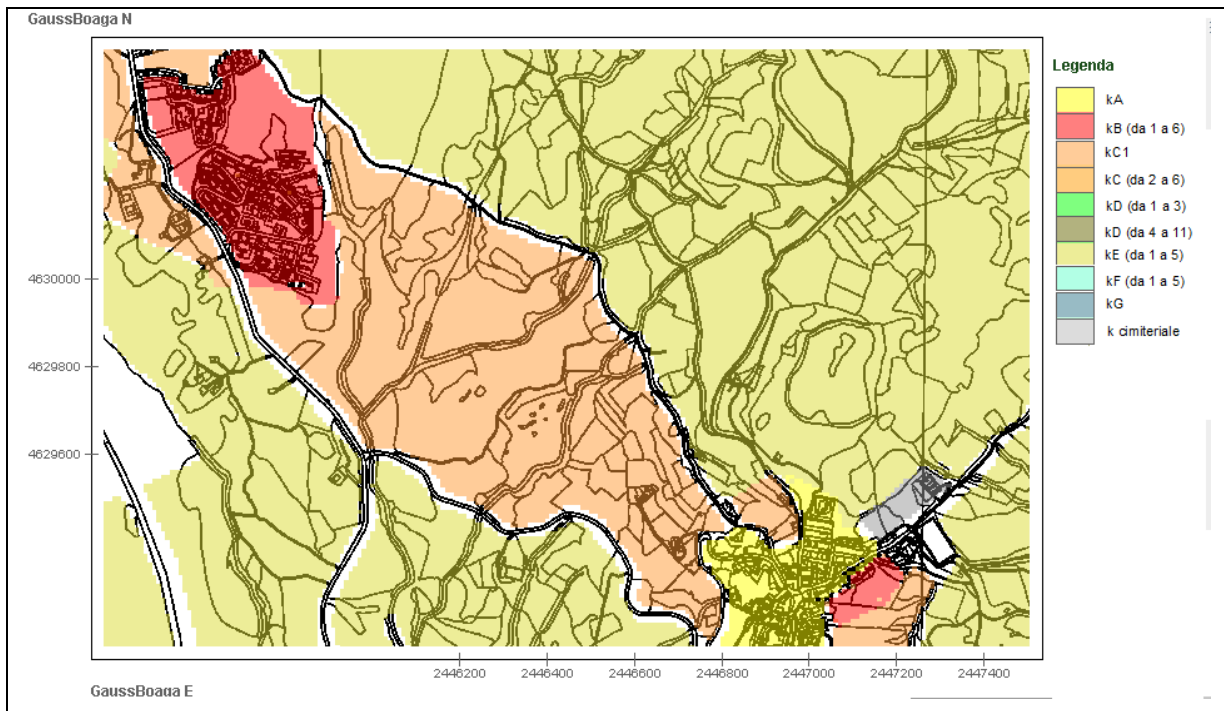 GaussBoaga N
Legenda
kA
kB (da 1 a 6)
kC1
kC (da 2 a 6)
kD (da 1 a 3)
kD (da 4 a 11)
kE (da 1 a 5)
kF (da 1 a 5)
kG
k cimiteriale
4630000
4629800
4629600
2446200 2446400 2446600 2446800 2447000 2447200 2447400
GaussBoaga E